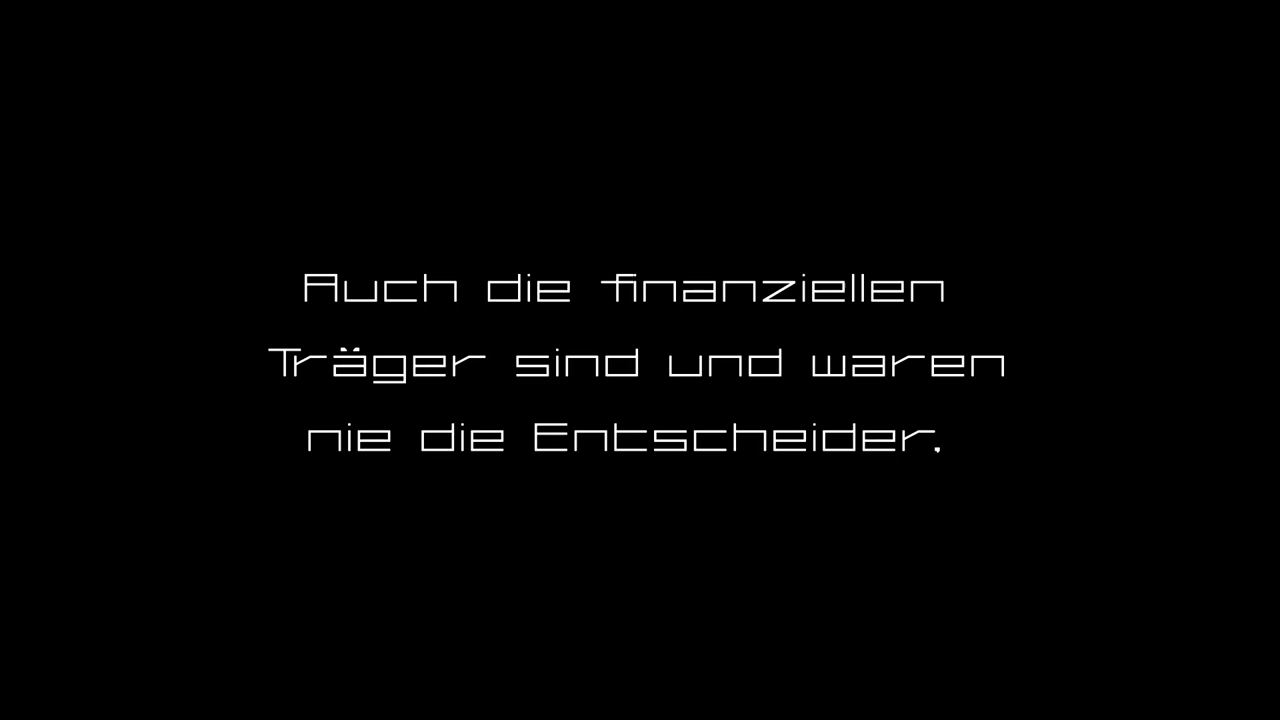 Auch die finanziellen
Träger sind und waren
nie die Entscheider.